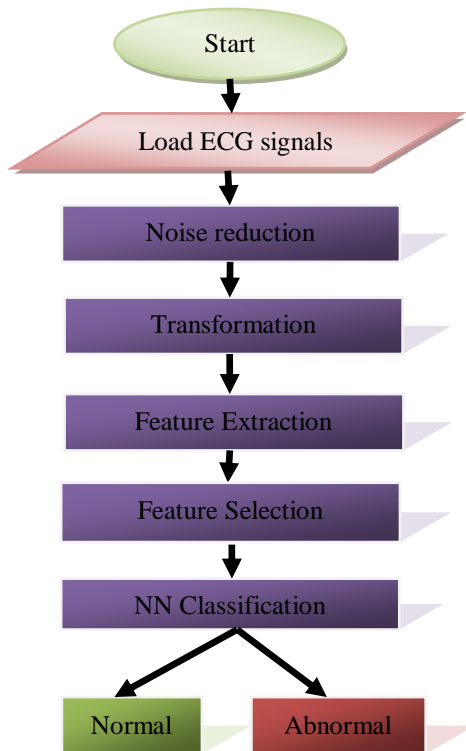 Start
Load ECG signals
Noise reduction
Transformation
Feature Extraction
Feature Selection
NN Classification
Normal
Abnormal